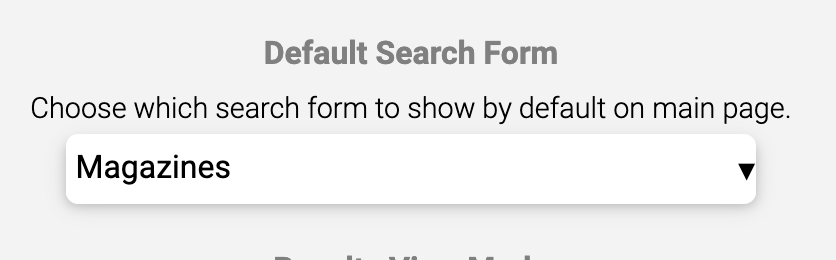 Default Search Form
Choose which search form to show by default on main page.
Magazines